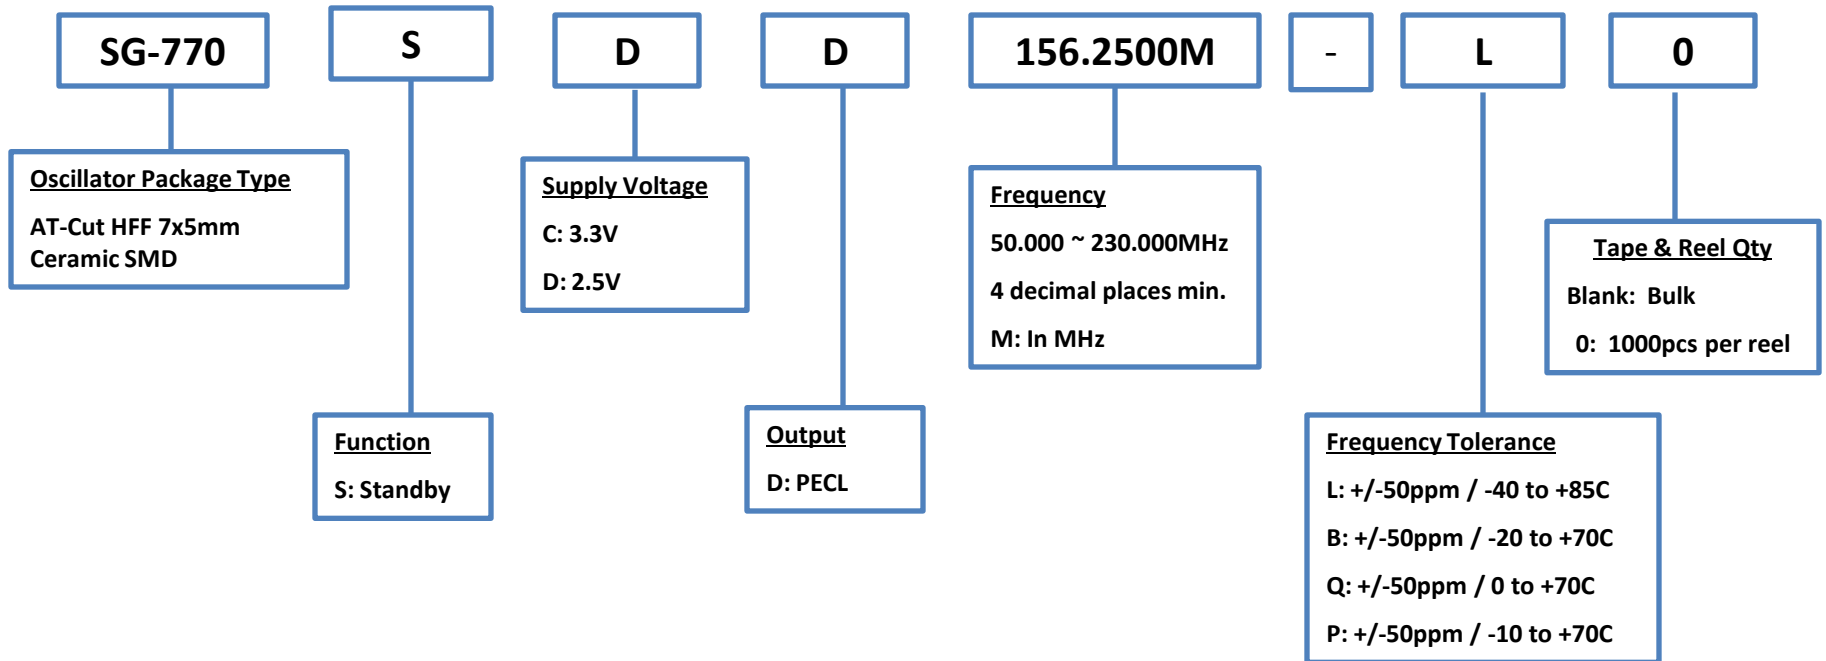 SG-770 S D D 156.2500M - L 0
Oscillator Package Type
AT-Cut HFF 7x5mm
Ceramic SMD
Supply Voltage
C: 3.3V
D: 2.5V
Frequency
50.000 ~ 230.000MHz
4 decimal places min.
M: In MHz
Tape & Reel Qty
Blank: Bulk
0: 1000pcs per reel
Function
S: Standby
Output
D: PECL
Frequency Tolerance
L: +/-50ppm / -40 to +85C
B: +/-50ppm / -20 to +70C
Q: +/-50ppm / 0 to +70C
P: +/-50ppm / -10 to +70C